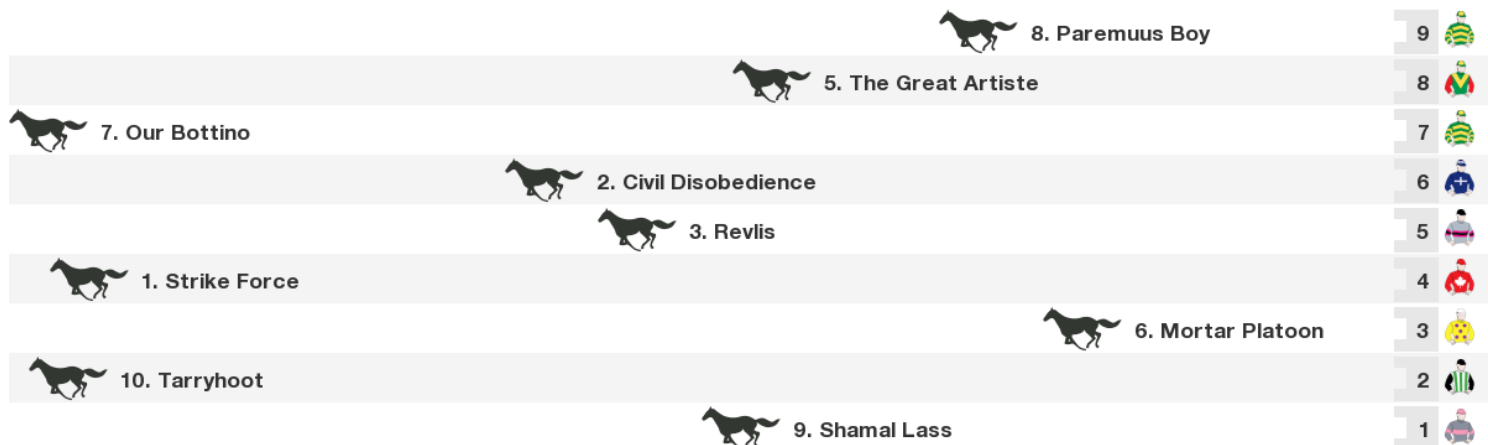 8. Paremuus Boy 9
5. The Great Artiste 8
7. Our Bottino 7
2. Civil Disobedience 6
3. Revlis 5
1. Strike Force 4
6. Mortar Platoon 3
10. Tarryhoot 2
9. Shamal Lass 1